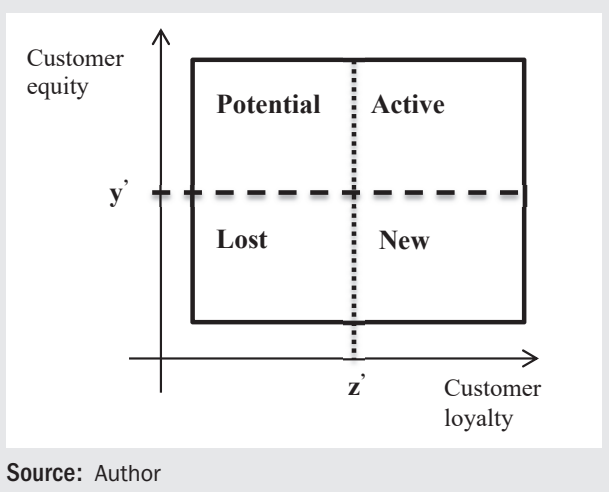 Customer
equity
Potential
Active
y’
Lost
New
z’
Customer
loyalty
Source: Author